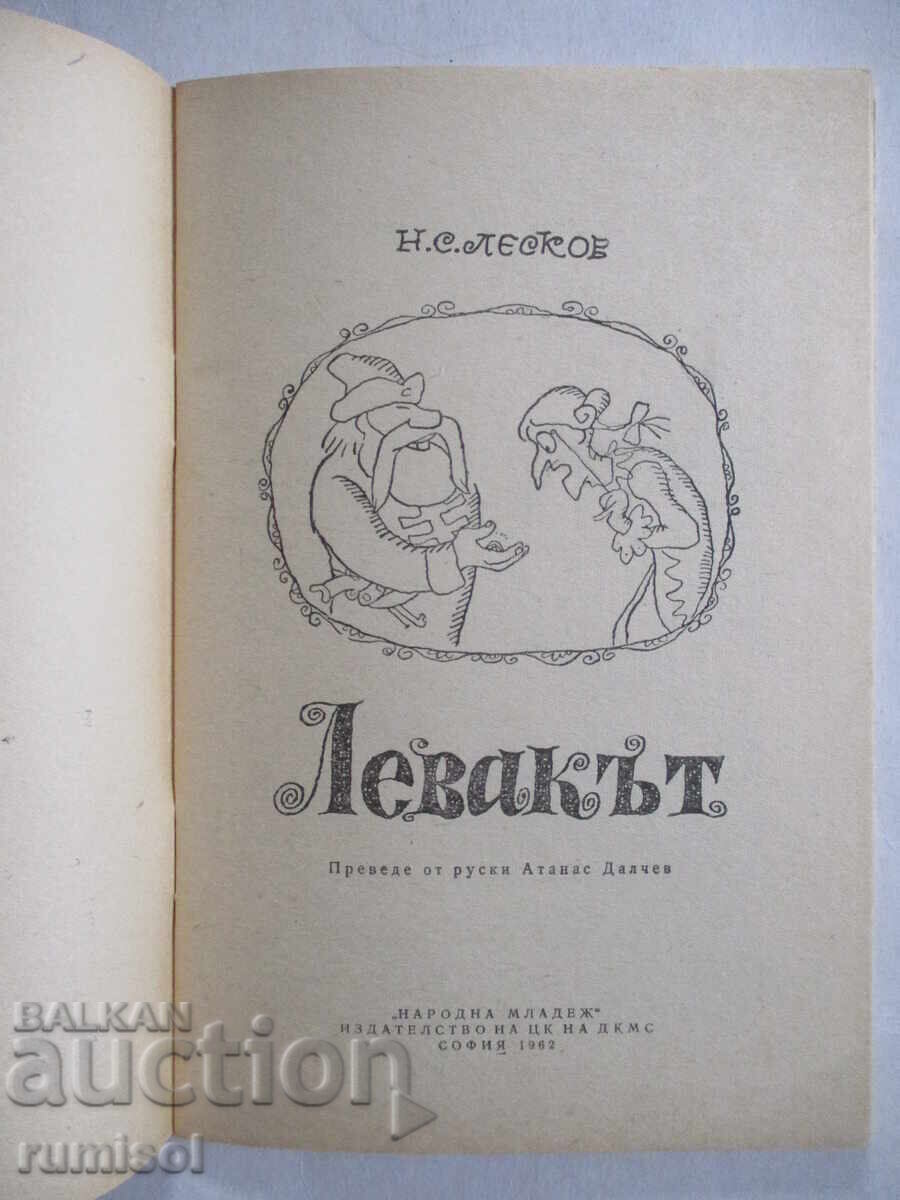 Н. С. ЛЕСКОВ
Левакът
Преведе от руски Атанас Далчев
„НАРОДНА МЛАДЕЖ“
ИЗДАТЕЛСТВО НА ЦК НА ДКМС
СОФИЯ 1962
BALKAN
auction
rumisol